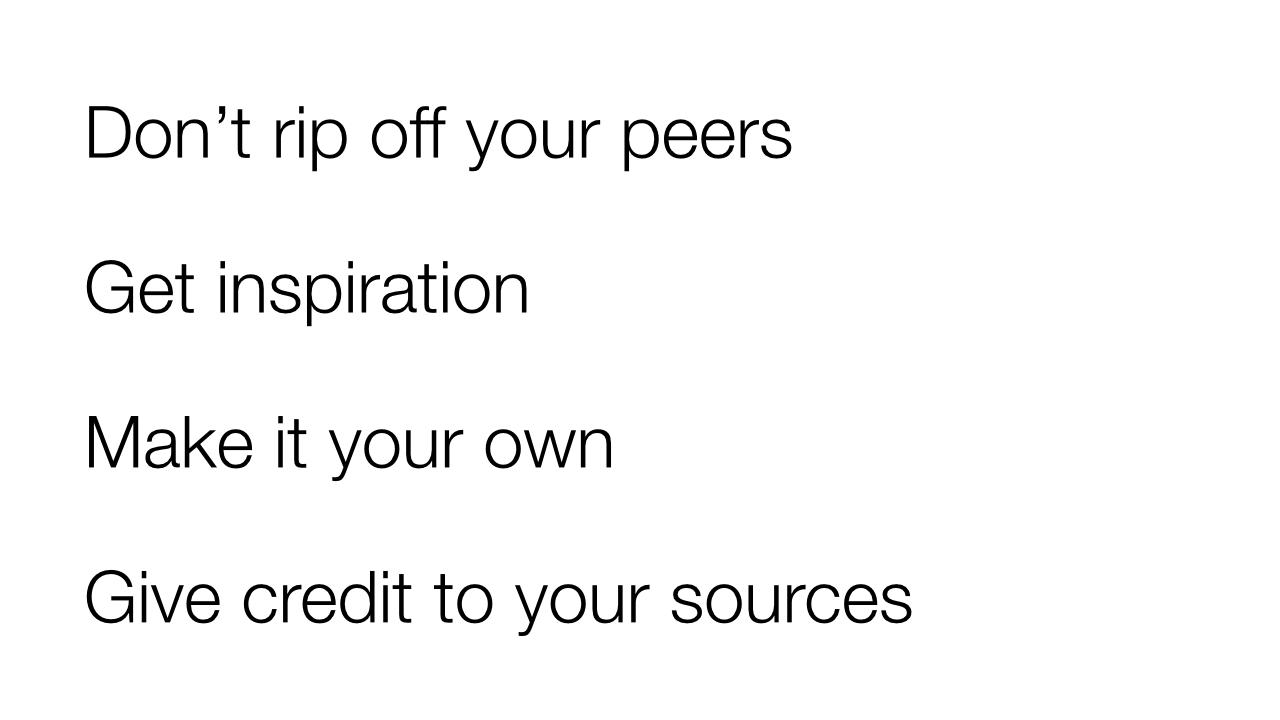 Don’t rip off your peers
Get inspiration
Make it your own
Give credit to your sources